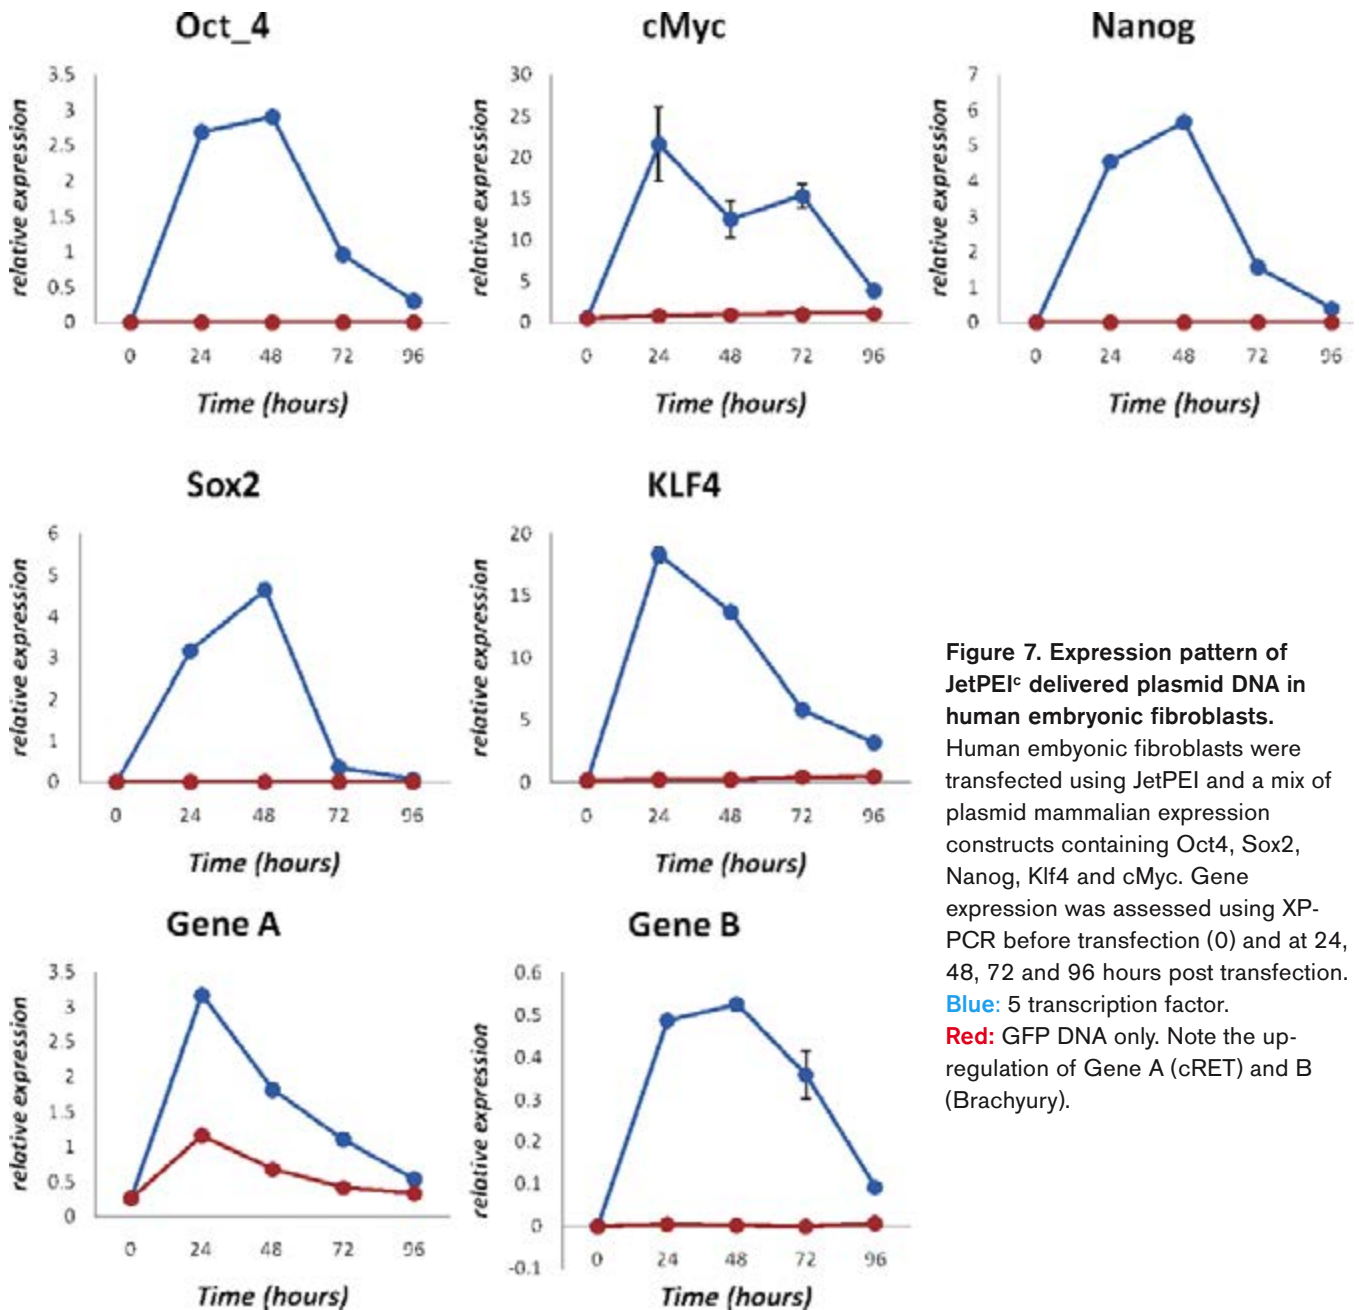 Oct_4
3.5
3
2.5
2
1.5
1
0.5
0
relative expression
0 24 48 72 96
Time (hours)
cMyc
30
25
20
15
10
5
0
relative expression
0 24 48 72 96
Time (hours)
Nanog
7
6
5
4
3
2
1
0
relative expression
0 24 48 72 96
Time (hours)
Sox2
6
5
4
3
2
1
0
relative expression
0 24 48 72 96
Time (hours)
KLF4
20
15
10
5
0
relative expression
0 24 48 72 96
Time (hours)
Gene A
3.5
3
2.5
2
1.5
1
0.5
0
relative expression
0 24 48 72 96
Time (hours)
Gene B
0.6
0.5
0.4
0.3
0.2
0.1
0
-0.1
relative expression
0 24 48 72 96
Time (hours)
Figure 7. Expression pattern of
JetPEIᶜ delivered plasmid DNA in
human embryonic fibroblasts.
Human embyonic fibroblasts were
transfected using JetPEI and a mix of
plasmid mammalian expression
constructs containing Oct4, Sox2,
Nanog, Klf4 and cMyc. Gene
expression was assessed using XP-
PCR before transfection (0) and at 24,
48, 72 and 96 hours post transfection.
Blue: 5 transcription factor.
Red: GFP DNA only. Note the up-
regulation of Gene A (cRET) and B
(Brachyury).